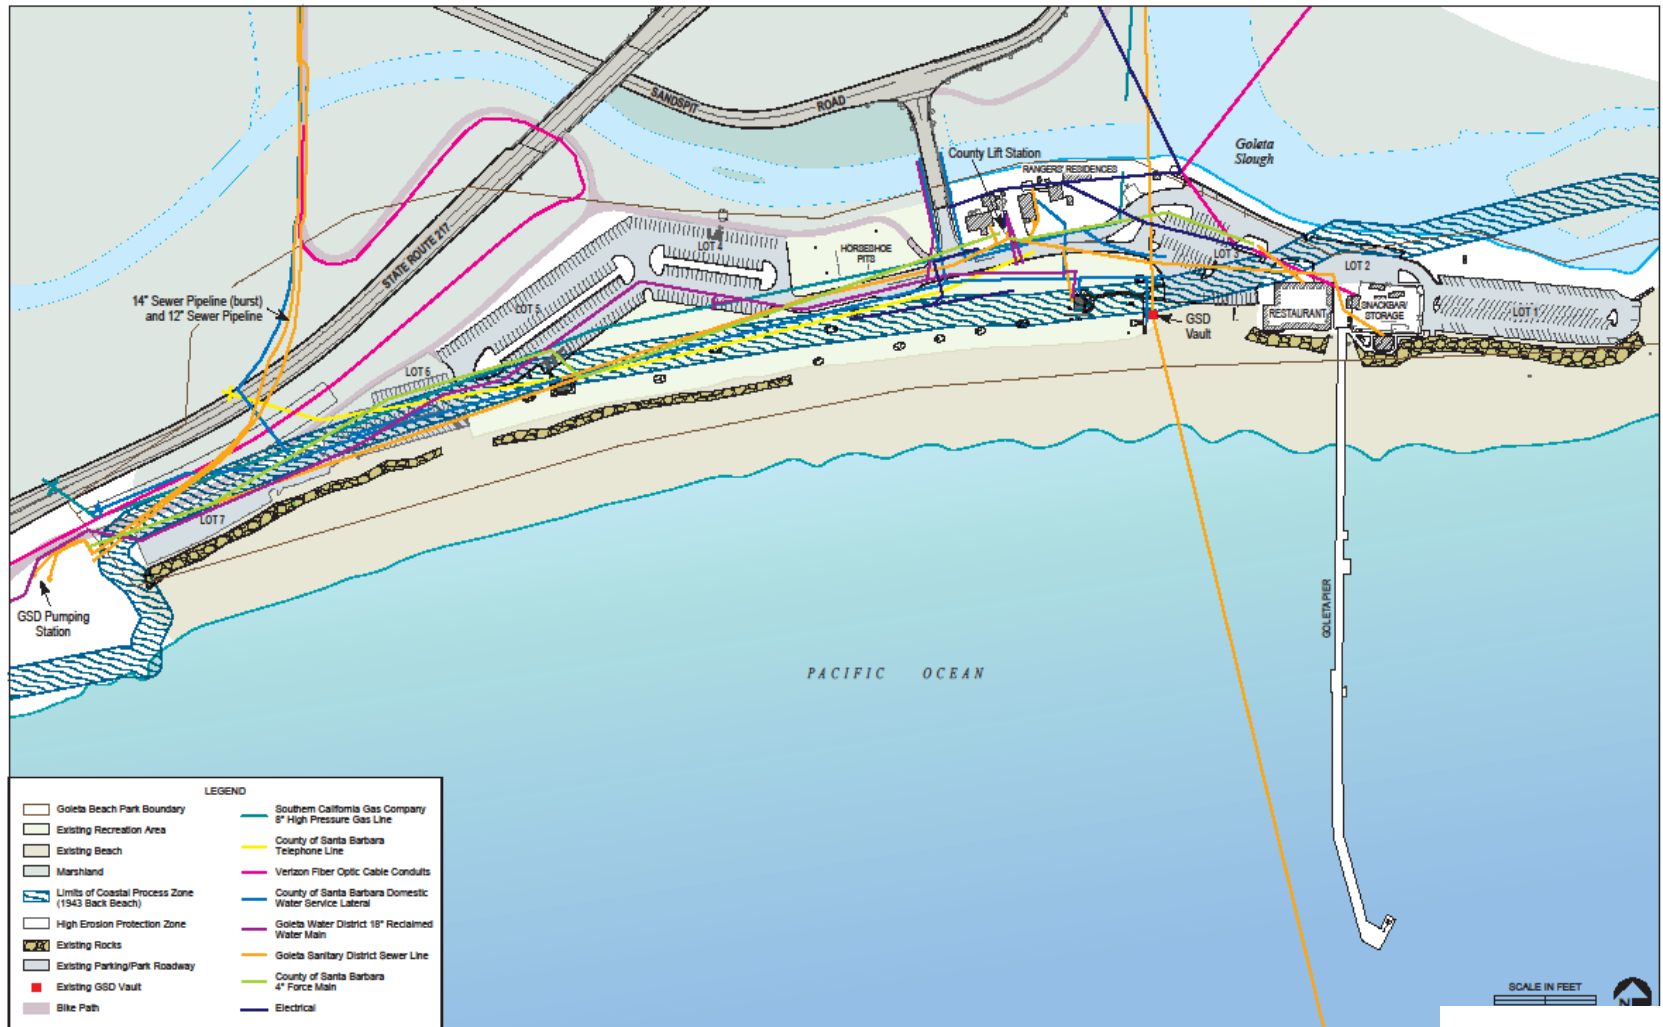 SANDSPIT
ROAD
Goleta
Slough
County Lift Station
RANGERS' RESIDENCES
STATE ROUTE 217
LOT 4
HORSESHOE
PITS
LOT 3
LOT 2
14" Sewer Pipeline (burst)
and 12" Sewer Pipeline
LOT 5
RESTAURANT
SNACKBAR/
STORAGE
LOT 1
GSD
Vault
LOT 6
LOT 7
GSD Pumping
Station
GOLETA PIER
PACIFIC OCEAN
LEGEND
Goleta Beach Park Boundary
Existing Recreation Area
Existing Beach
Marshland
Limits of Coastal Process Zone
(1943 Back Beach)
High Erosion Protection Zone
Existing Rocks
Existing Parking/Park Roadway
Existing GSD Vault
Bike Path
Southern California Gas Company
8" High Pressure Gas Line
County of Santa Barbara
Telephone Line
Verizon Fiber Optic Cable Conduits
County of Santa Barbara Domestic
Water Service Lateral
Goleta Water District 18" Reclaimed
Water Main
Goleta Sanitary District Sewer Line
County of Santa Barbara
4" Force Main
Electrical
SCALE IN FEET
N